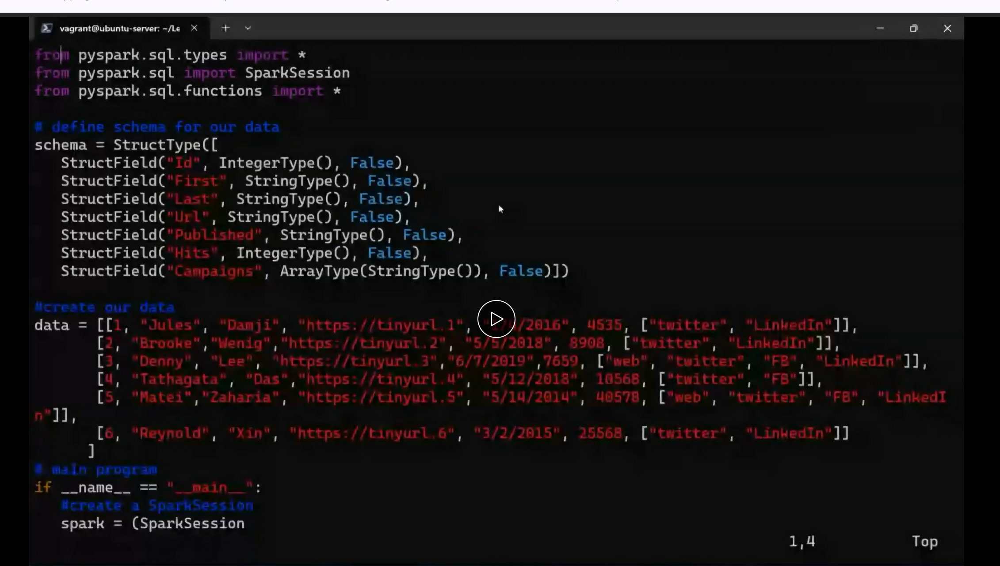 vagrant@ubuntu-server: ~/Le
from pyspark.sql.types import *
from pyspark.sql import SparkSession
from pyspark.sql.functions import *
# define schema for our data
schema = StructType([
   StructField("Id", IntegerType(), False),
   StructField("First", StringType(), False),
   StructField("Last", StringType(), False),
   StructField("Url", StringType(), False),
   StructField("Published", StringType(), False),
   StructField("Hits", IntegerType(), False),
   StructField("Campaigns", ArrayType(StringType()), False)])
#create our data
data = [[1, "Jules", "Damji", "https://tinyurl.1", /2016", 4535, ["twitter", "LinkedIn"]],
       [2, "Brooke","Wenig","https://tinyurl.2", "5/5/2018", 8908, ["twitter", "LinkedIn"]],
       [3, "Denny", "Lee", "https://tinyurl.3","6/7/2019",7659, ["web", "twitter", "FB", "LinkedIn"]],
       [4, "Tathagata", "Das","https://tinyurl.4", "5/12/2018", 10568, ["twitter", "FB"]],
       [5, "Matei","Zaharia", "https://tinyurl.5", "5/14/2014", 40578, ["web", "twitter", "FB", "LinkedI
n"]],
       [6, "Reynold", "Xin", "https://tinyurl.6", "3/2/2015", 25568, ["twitter", "LinkedIn"]]
      ]
# main program
if __name__ == "__main__":
   #create a SparkSession
   spark = (SparkSession
1,4 Top